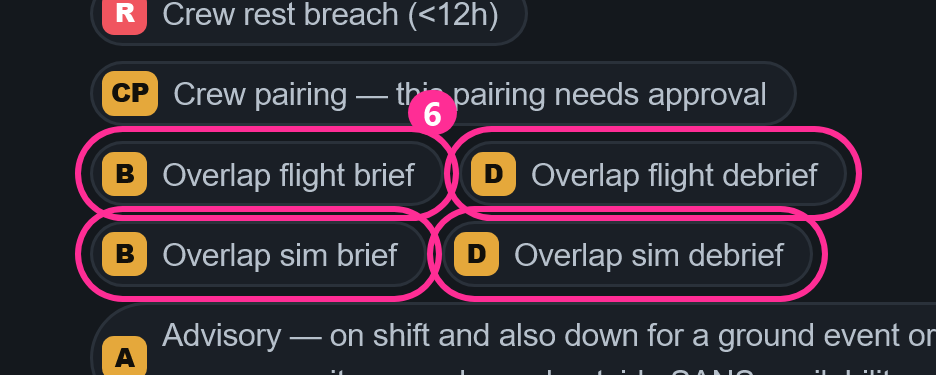 R Crew rest breach (<12h)
CP Crew pairing — this pairing needs approval
6
B Overlap flight brief D Overlap flight debrief
B Overlap sim brief D Overlap sim debrief
A Advisory — on shift and also down for a ground event or